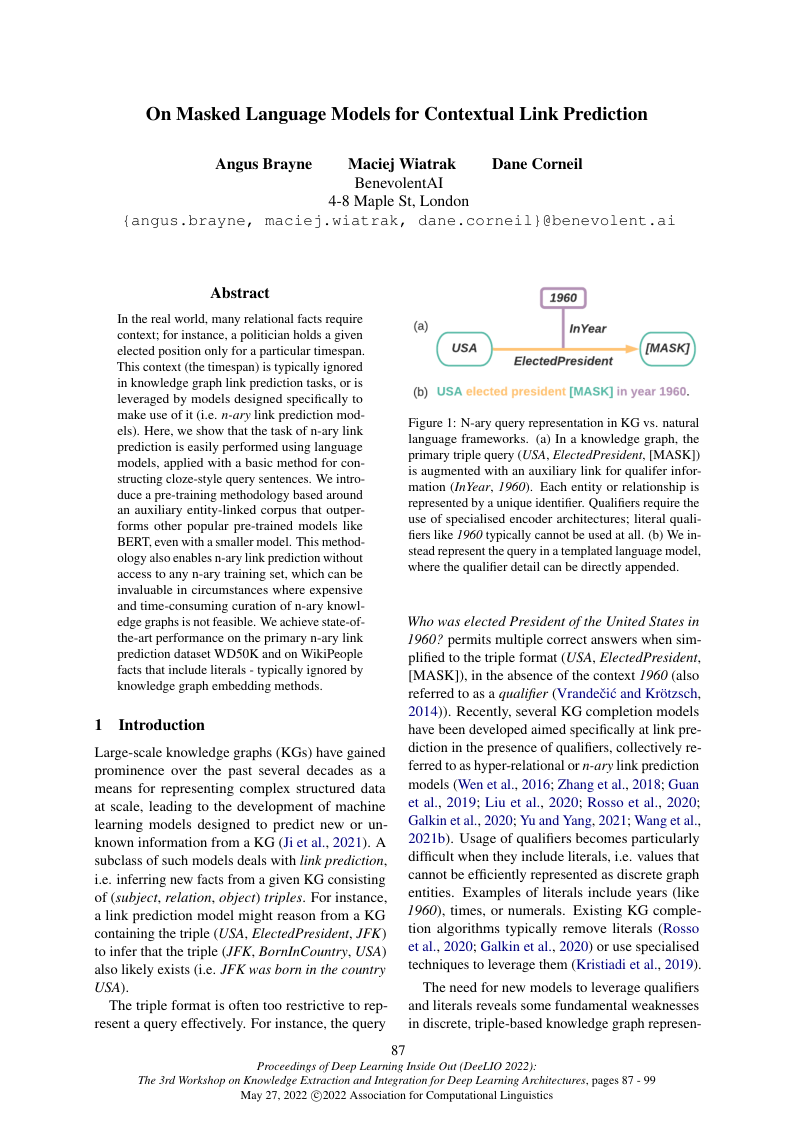 On Masked Language Models for Contextual Link Prediction
Angus Brayne Maciej Wiatrak Dane Corneil
BenevolentAI
4-8 Maple St, London
{angus.brayne, maciej.wiatrak, dane.corneil}@benevolent.ai
Abstract
In the real world, many relational facts require
context; for instance, a politician holds a given
elected position only for a particular timespan.
This context (the timespan) is typically ignored
in knowledge graph link prediction tasks, or is
leveraged by models designed specifically to
make use of it (i.e. n-ary link prediction mod-
els). Here, we show that the task of n-ary link
prediction is easily performed using language
models, applied with a basic method for con-
structing cloze-style query sentences. We intro-
duce a pre-training methodology based around
an auxiliary entity-linked corpus that outper-
forms other popular pre-trained models like
BERT, even with a smaller model. This method-
ology also enables n-ary link prediction without
access to any n-ary training set, which can be
invaluable in circumstances where expensive
and time-consuming curation of n-ary knowl-
edge graphs is not feasible. We achieve state-of-
the-art performance on the primary n-ary link
prediction dataset WD50K and on WikiPeople
facts that include literals - typically ignored by
knowledge graph embedding methods.
1 Introduction
Large-scale knowledge graphs (KGs) have gained
prominence over the past several decades as a
means for representing complex structured data
at scale, leading to the development of machine
learning models designed to predict new or un-
known information from a KG (Ji et al., 2021). A
subclass of such models deals with link prediction,
i.e. inferring new facts from a given KG consisting
of (subject, relation, object) triples. For instance,
a link prediction model might reason from a KG
containing the triple (USA, ElectedPresident, JFK)
to infer that the triple (JFK, BornInCountry, USA)
also likely exists (i.e. JFK was born in the country
USA).
The triple format is often too restrictive to rep-
resent a query effectively. For instance, the query
1960
(a)
InYear
USA
[MASK]
ElectedPresident
(b) USA elected president [MASK] in year 1960.
Figure 1: N-ary query representation in KG vs. natural
language frameworks. (a) In a knowledge graph, the
primary triple query (USA, ElectedPresident, [MASK])
is augmented with an auxiliary link for qualifer infor-
mation (InYear, 1960). Each entity or relationship is
represented by a unique identifier. Qualifiers require the
use of specialised encoder architectures; literal quali-
fiers like 1960 typically cannot be used at all. (b) We in-
stead represent the query in a templated language model,
where the qualifier detail can be directly appended.
Who was elected President of the United States in
1960? permits multiple correct answers when sim-
plified to the triple format (USA, ElectedPresident,
[MASK]), in the absence of the context 1960 (also
referred to as a qualifier (Vrandečić and Krötzsch,
2014)). Recently, several KG completion models
have been developed aimed specifically at link pre-
diction in the presence of qualifiers, collectively re-
ferred to as hyper-relational or n-ary link prediction
models (Wen et al., 2016; Zhang et al., 2018; Guan
et al., 2019; Liu et al., 2020; Rosso et al., 2020;
Galkin et al., 2020; Yu and Yang, 2021; Wang et al.,
2021b). Usage of qualifiers becomes particularly
difficult when they include literals, i.e. values that
cannot be efficiently represented as discrete graph
entities. Examples of literals include years (like
1960), times, or numerals. Existing KG comple-
tion algorithms typically remove literals (Rosso
et al., 2020; Galkin et al., 2020) or use specialised
techniques to leverage them (Kristiadi et al., 2019).
The need for new models to leverage qualifiers
and literals reveals some fundamental weaknesses
in discrete, triple-based knowledge graph represen-
87
Proceedings of Deep Learning Inside Out (DeeLIO 2022):
The 3rd Workshop on Knowledge Extraction and Integration for Deep Learning Architectures, pages 87 - 99
May 27, 2022 ©2022 Association for Computational Linguistics